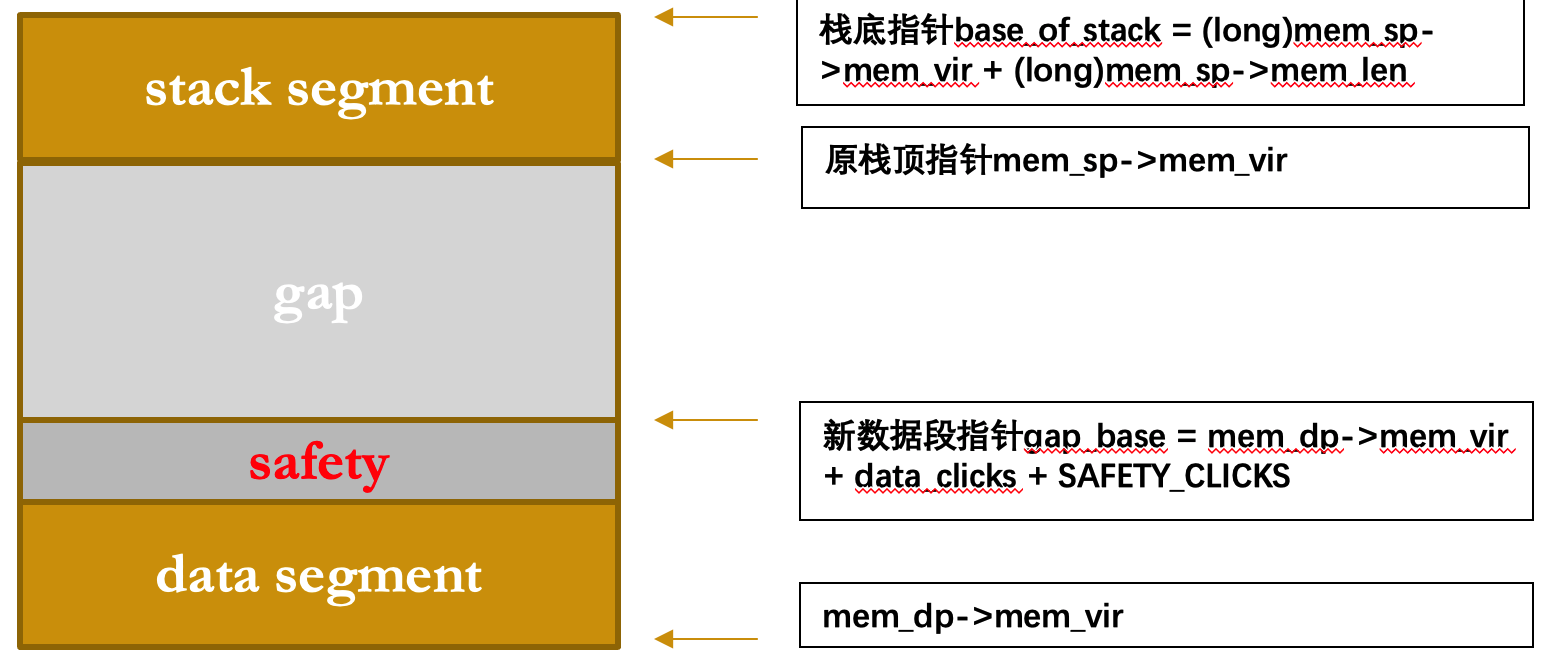 stack segment
gap
safety
data segment
栈底指针base_of_stack = (long)mem_sp-
>mem_vir + (long)mem_sp->mem_len
原栈顶指针mem_sp->mem_vir
新数据段指针gap_base = mem_dp->mem_vir
+ data_clicks + SAFETY_CLICKS
mem_dp->mem_vir